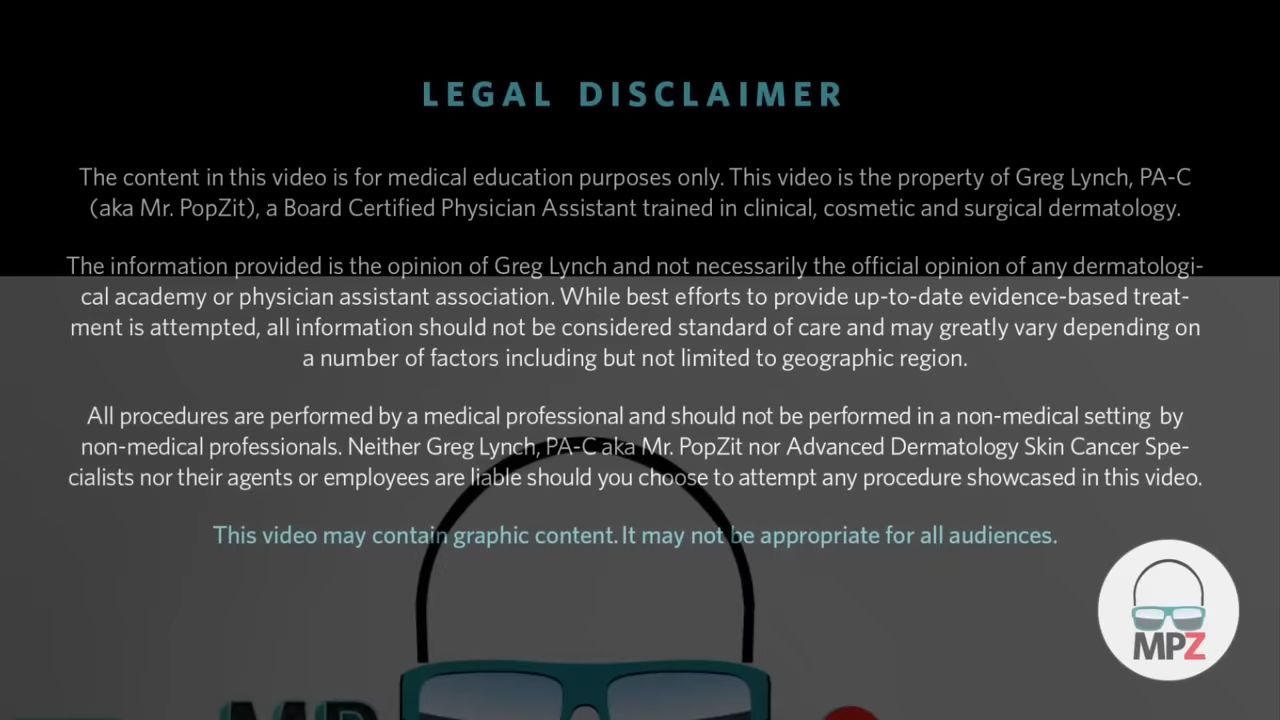 LEGAL DISCLAIMER
The content in this video is for medical education purposes only. This video is the property of Greg Lynch, PA-C
(aka Mr. PopZit), a Board Certified Physician Assistant trained in clinical, cosmetic and surgical dermatology.
The information provided is the opinion of Greg Lynch and not necessarily the official opinion of any dermatologi-
cal academy or physician assistant association. While best efforts to provide up-to-date evidence-based treat-
ment is attempted, all information should not be considered standard of care and may greatly vary depending on
a number of factors including but not limited to geographic region.
All procedures are performed by a medical professional and should not be performed in a non-medical setting by
non-medical professionals. Neither Greg Lynch, PA-C aka Mr. PopZit nor Advanced Dermatology Skin Cancer Spe-
cialists nor their agents or employees are liable should you choose to attempt any procedure showcased in this video.
This video may contain graphic content. It may not be appropriate for all audiences.
MPZ